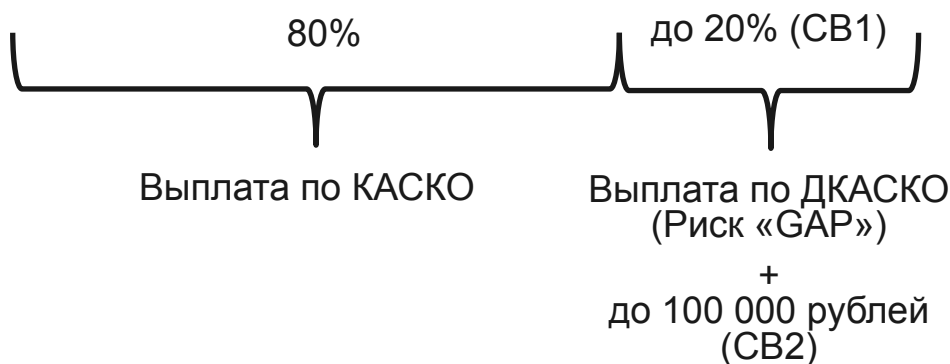 80%
до 20% (СВ1)
Выплата по КАСКО
Выплата по ДКАСКО
(Риск «GAP»)
+
до 100 000 рублей
(СВ2)